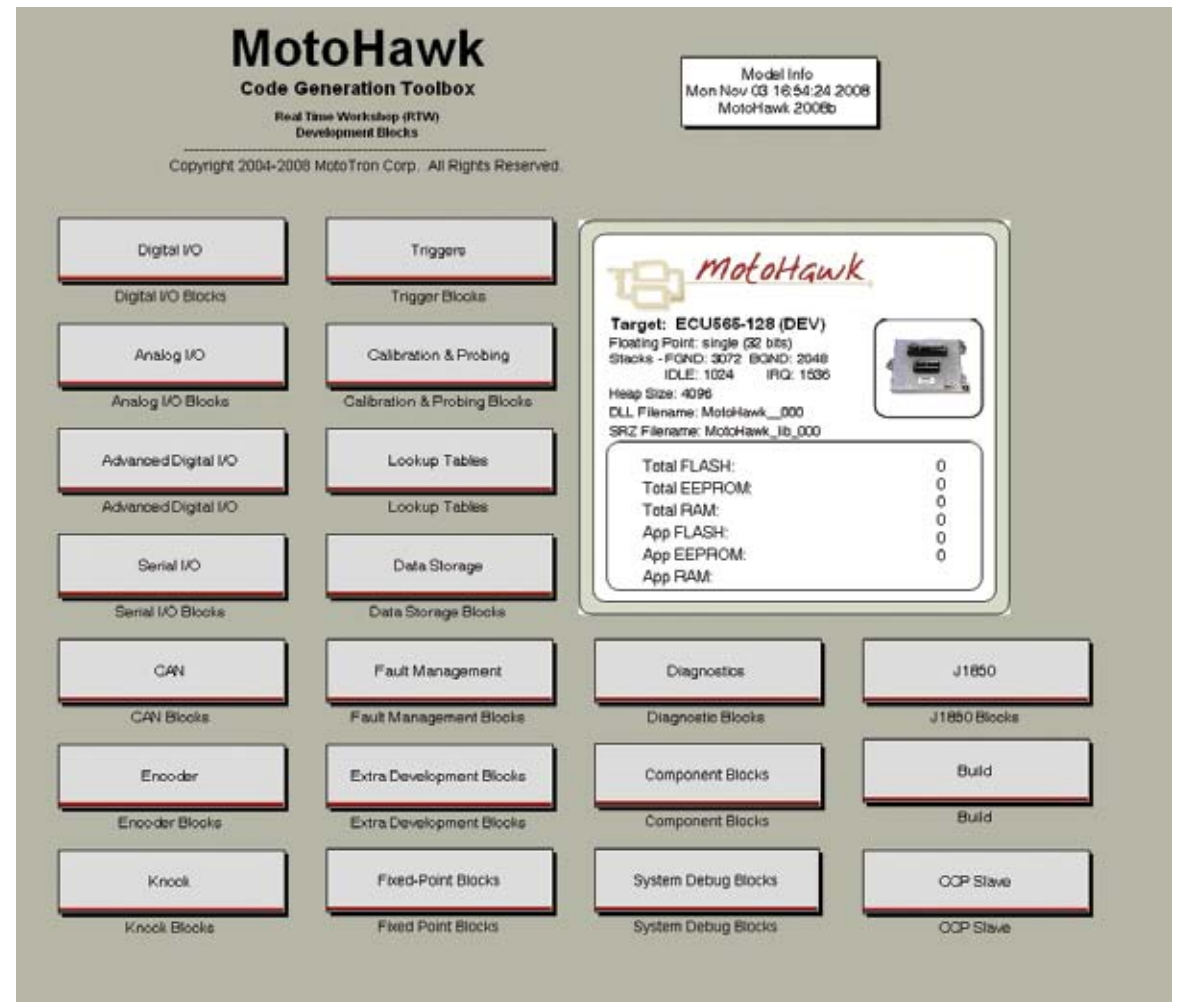 MotoHawk
Code Generation Toolbox
Real Time Workshop (RTW)
Development Blocks
Copyright 2004-2008 MotoTron Corp. All Rights Reserved.
Model Info
Mon Nov 03 16:54:24 2008
MotoHawk 2008b
Digital I/O
Digital I/O Blocks
Triggers
Trigger Blocks
Analog I/O
Analog I/O Blocks
Calibration & Probing
Calibration & Probing Blocks
Advanced Digital I/O
Advanced Digital I/O
Lookup Tables
Lookup Tables
Serial I/O
Serial I/O Blocks
Data Storage
Data Storage Blocks
MotoHawk
Target: ECU565-128 (DEV)
Floating Point: single (32 bits)
Stacks - FGND: 3072 BGND: 2048
IDLE: 1024 IRQ: 1536
Heap Size: 4096
DLL Filename: MotoHawk__000
SRZ Filename: MotoHawk_lib_000
Total FLASH: 0
Total EEPROM: 0
Total RAM: 0
App FLASH: 0
App EEPROM: 0
App RAM: 0
CAN
CAN Blocks
Fault Management
Fault Management Blocks
Diagnostics
Diagnostic Blocks
J1850
J1850 Blocks
Encoder
Encoder Blocks
Extra Development Blocks
Extra Development Blocks
Component Blocks
Component Blocks
Build
Build
Knock
Knock Blocks
Fixed-Point Blocks
Fixed Point Blocks
System Debug Blocks
System Debug Blocks
CCP Slave
CCP Slave